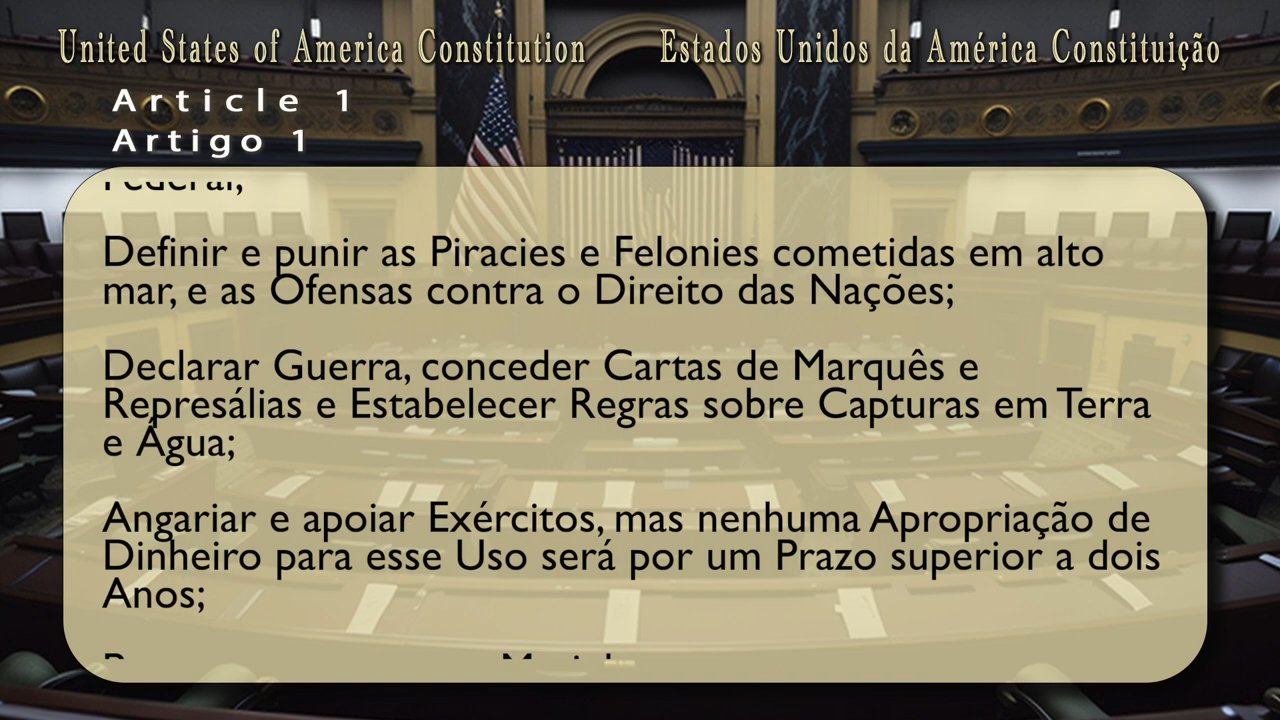 United States of America Constitution
Estados Unidos da América Constituição
Article 1
Artigo 1
Federal,
Definir e punir as Piracies e Felonies cometidas em alto
mar, e as Ofensas contra o Direito das Nações;
Declarar Guerra, conceder Cartas de Marquês e
Represálias e Estabelecer Regras sobre Capturas em Terra
e Água;
Angariar e apoiar Exércitos, mas nenhuma Apropriação de
Dinheiro para esse Uso será por um Prazo superior a dois
Anos;